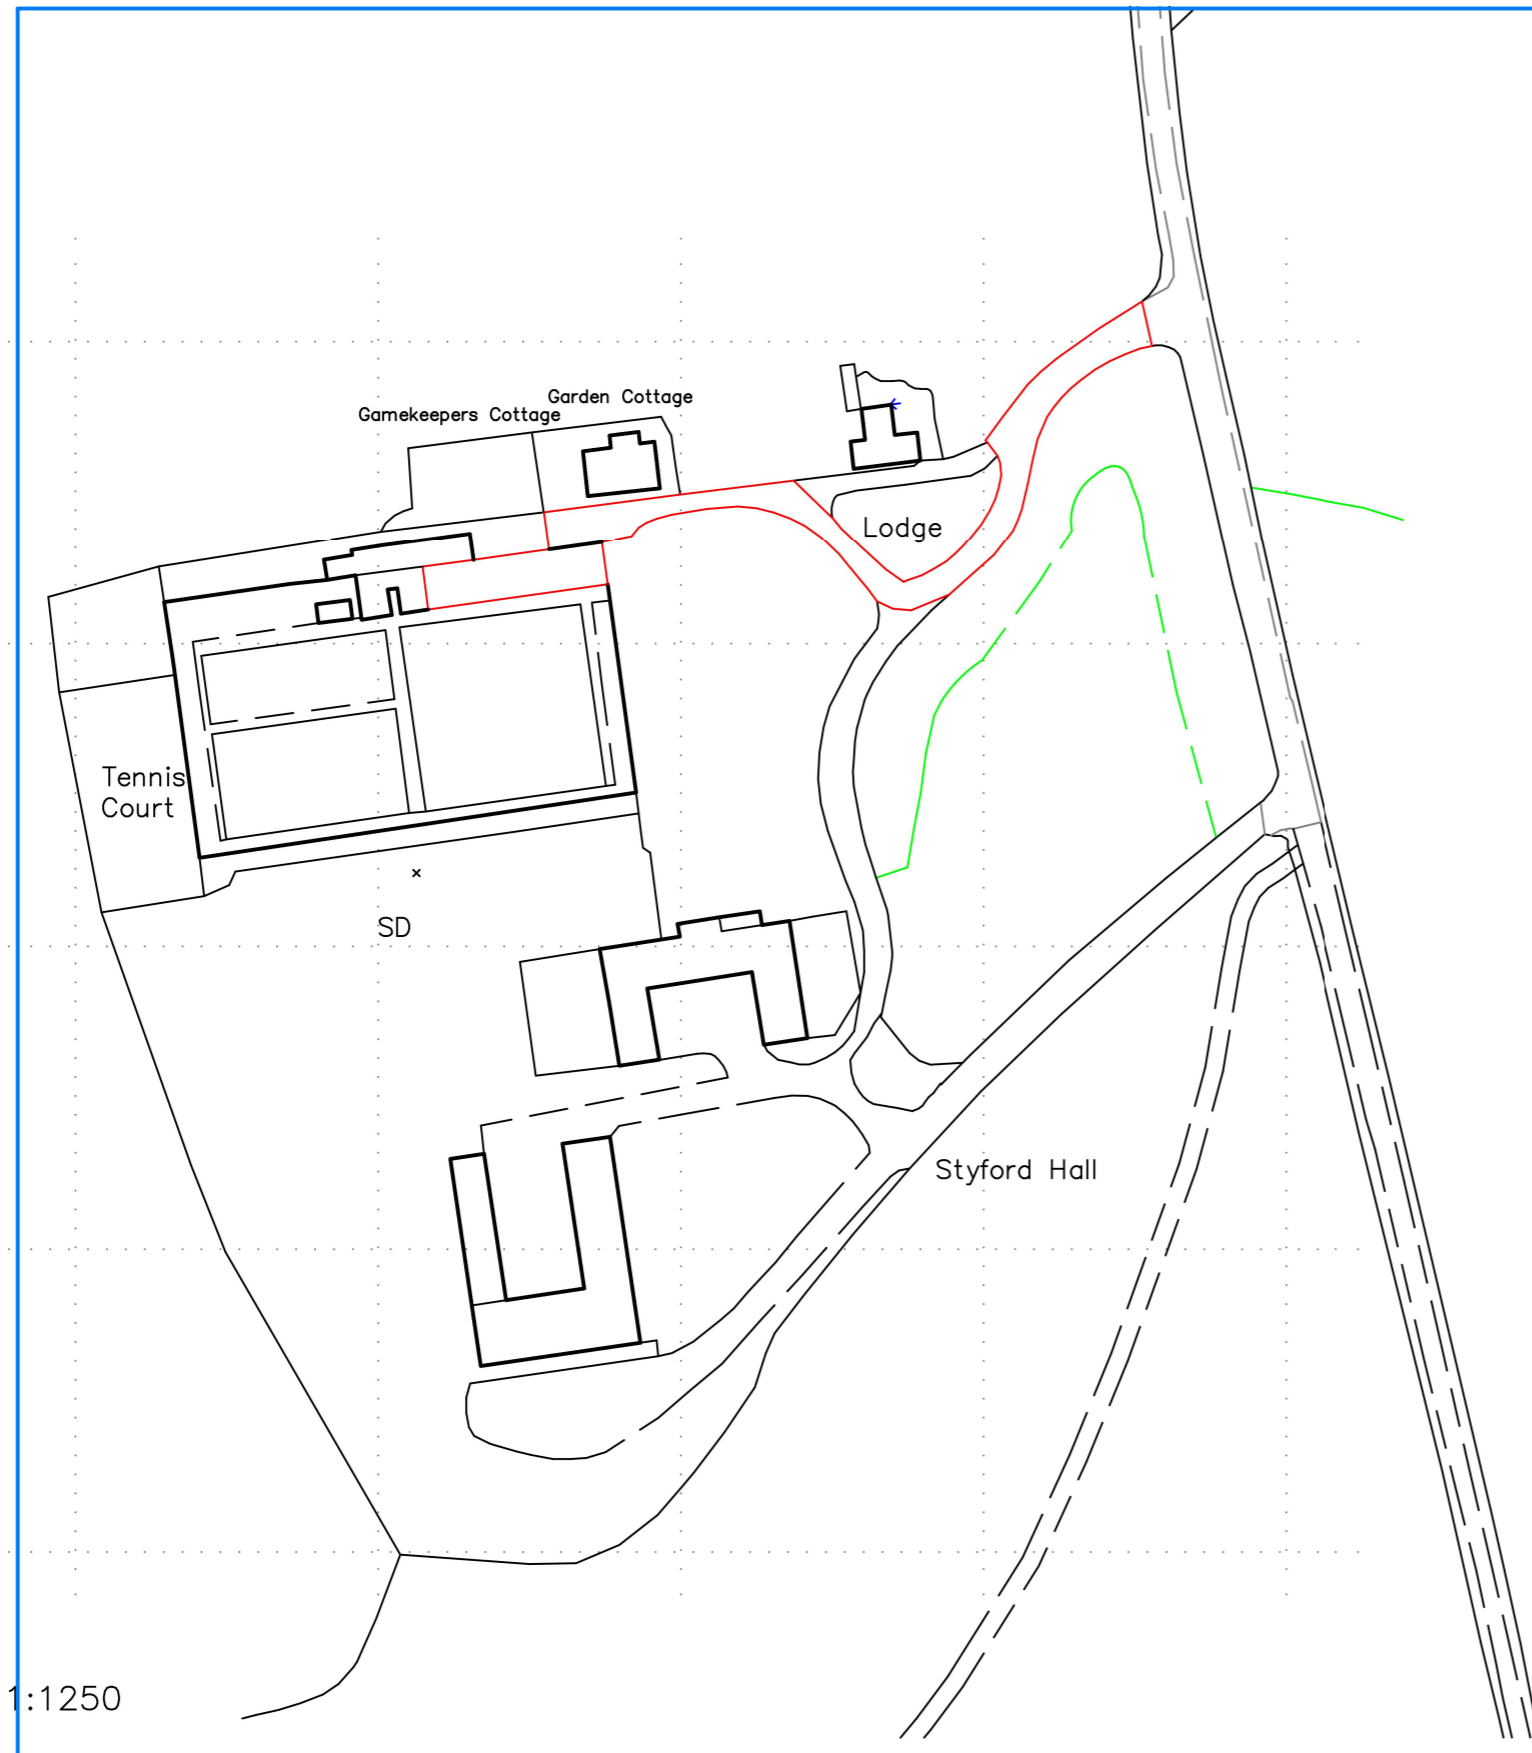 Garden Cottage
Gamekeepers Cottage
Lodge
Tennis
Court
SD
Styford Hall
1:1250